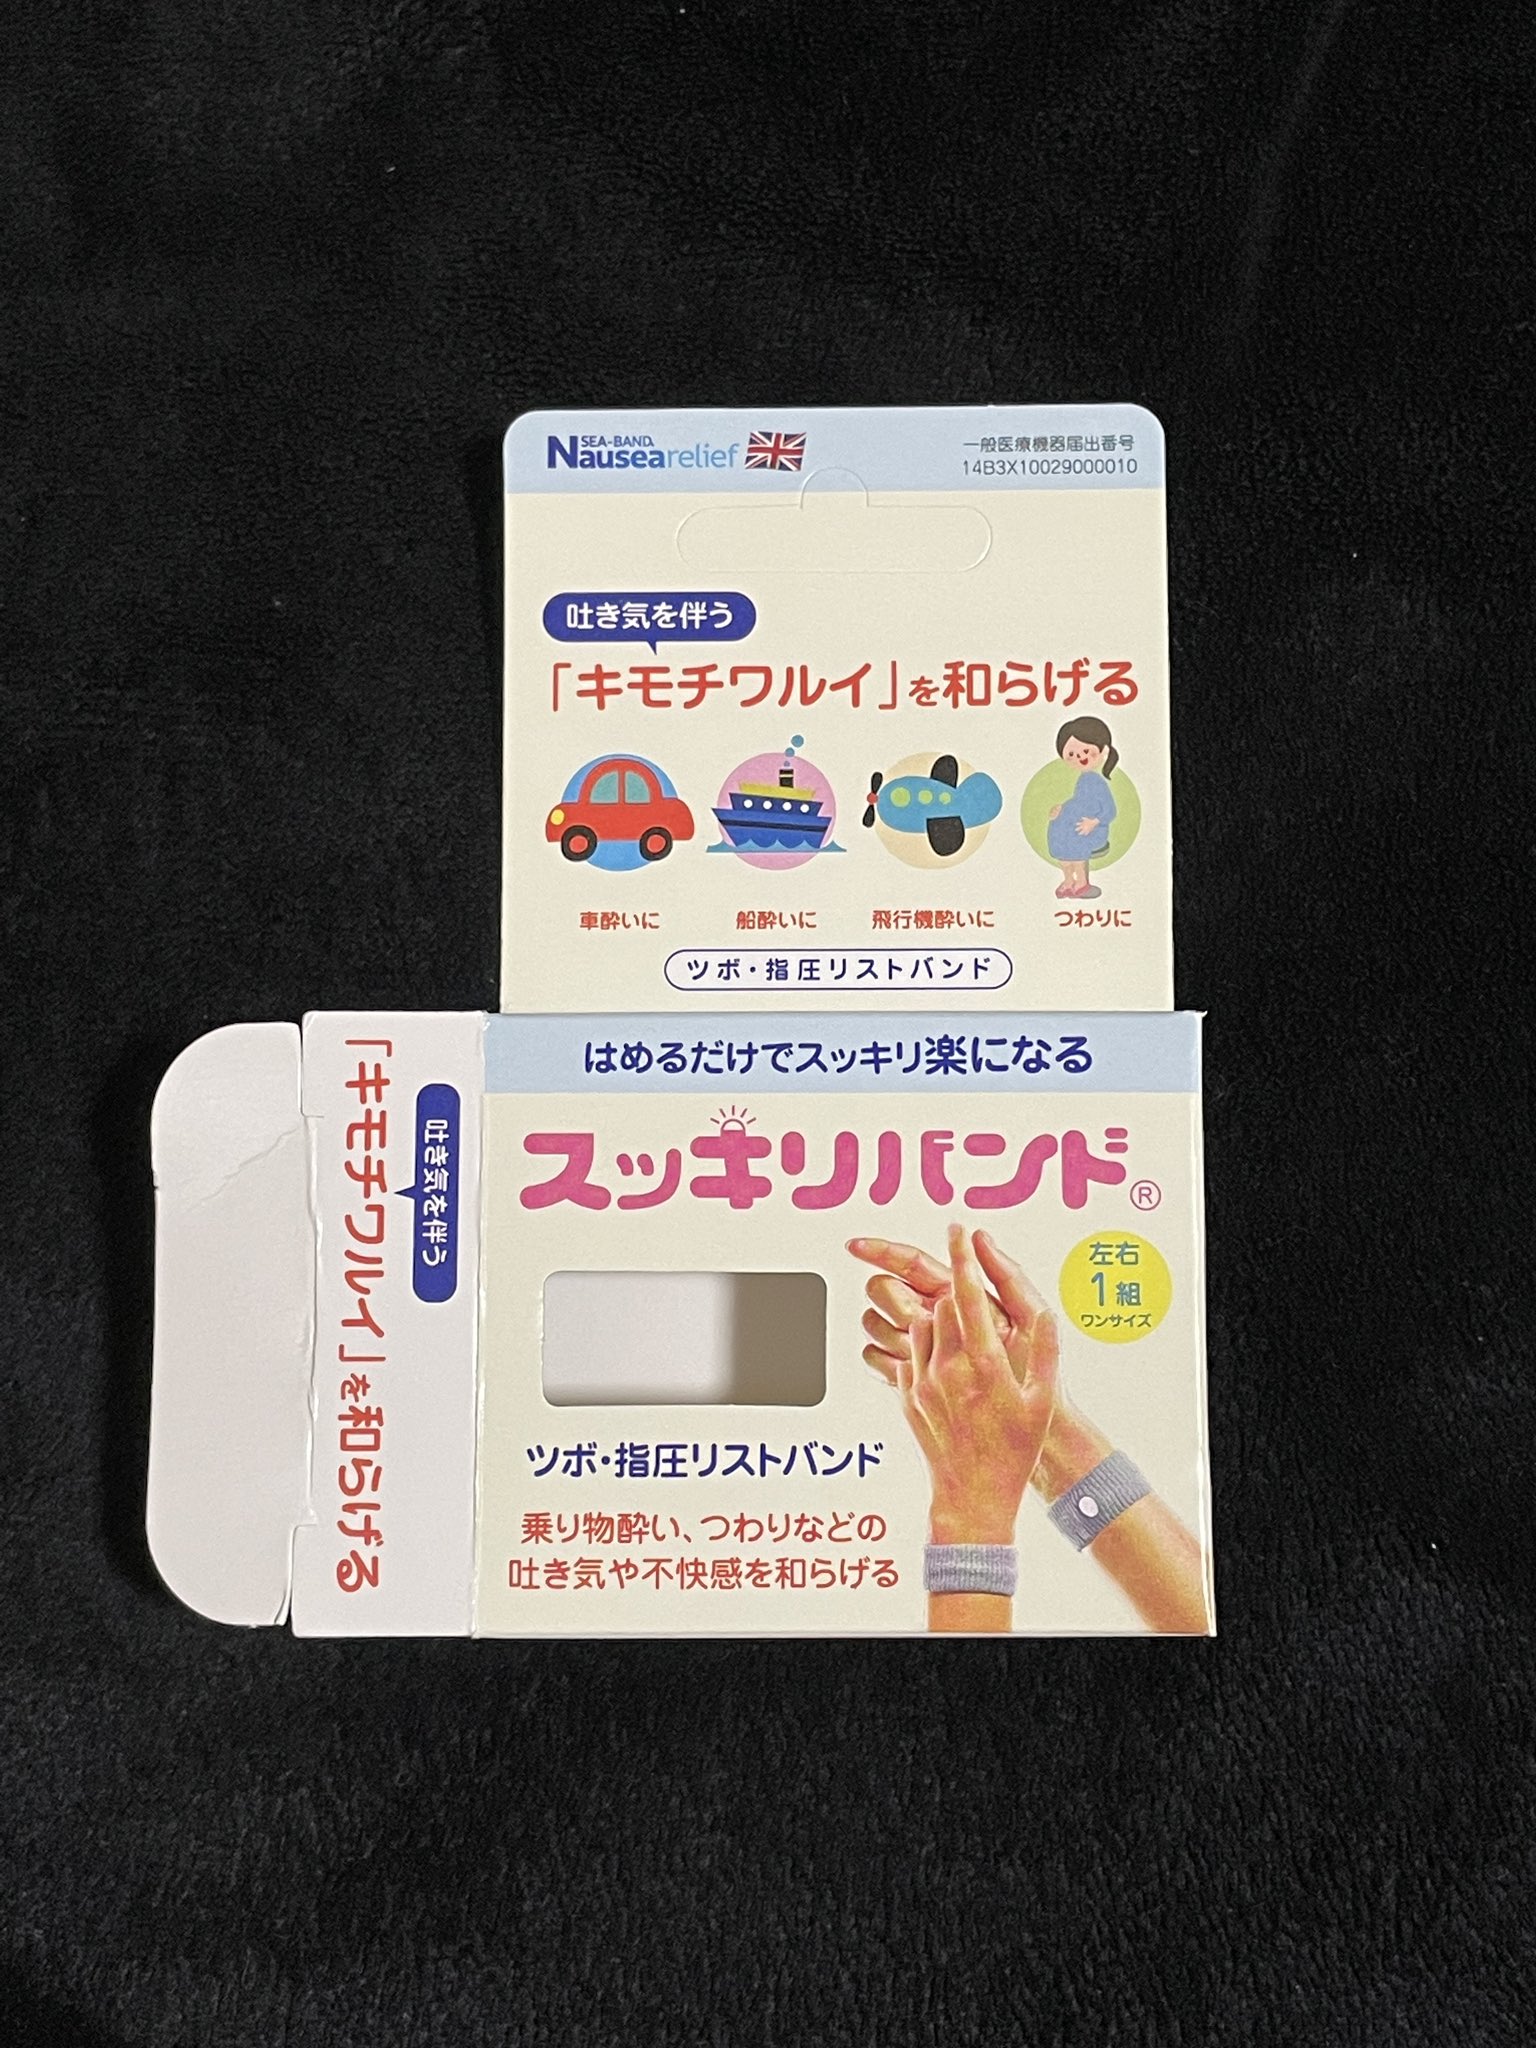 SEA-BAND
Nausearelief
一般医療機器届出番号
14B3X10029000010
吐き気を伴う
「キモチワルイ」を和らげる
車酔いに
船酔いに
飛行機酔いに
つわりに
ツボ・指圧リストバンド
はめるだけでスッキリ楽になる
スッキリバンド®
左右
1組
ワンサイズ
ツボ・指圧リストバンド
乗り物酔い、つわりなどの
吐き気や不快感を和らげる
吐き気を伴う
「キモチワルイ」を和らげる